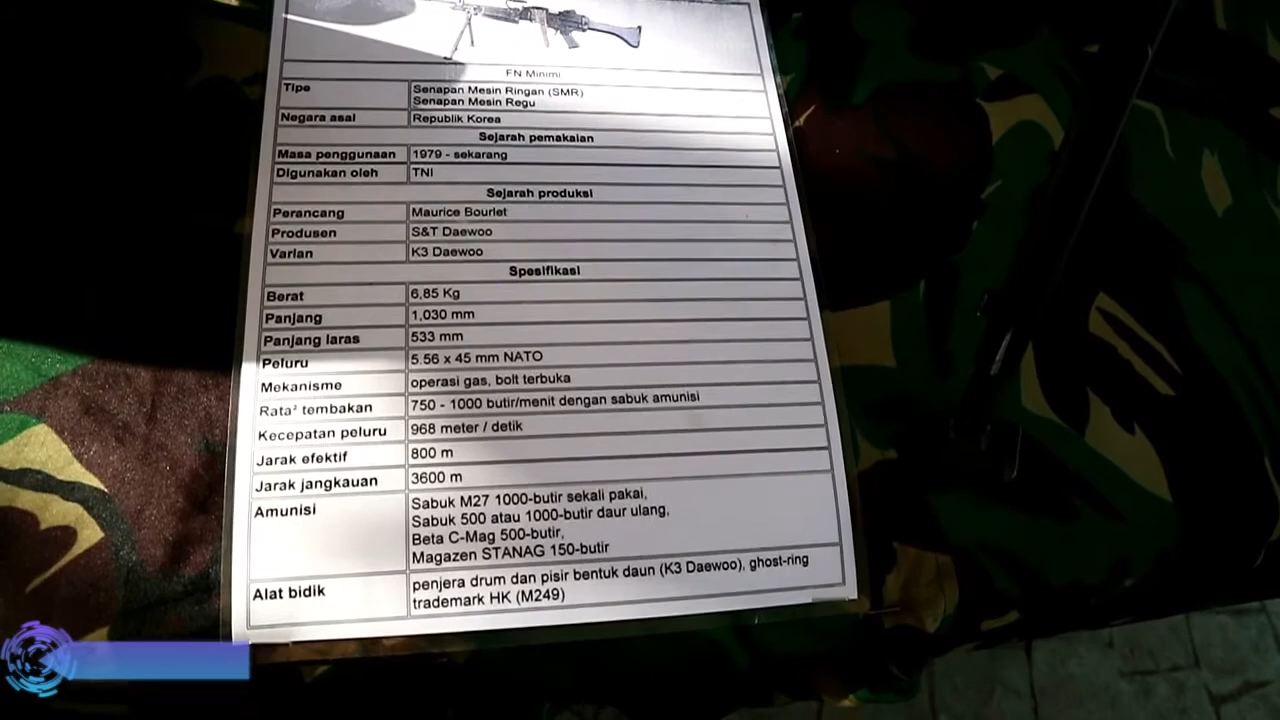 FN Minimi
Tipe Senapan Mesin Ringan (SMR)
Senapan Mesin Regu
Negara asal Republik Korea
Sejarah pemakaian
Masa penggunaan 1979 - sekarang
Digunakan oleh TNI
Sejarah produksi
Perancang Maurice Bourlet
Produsen S&T Daewoo
Varian K3 Daewoo
Spesifikasi
Berat 6,85 Kg
Panjang 1,030 mm
Panjang laras 533 mm
Peluru 5.56 x 45 mm NATO
Mekanisme operasi gas, bolt terbuka
Rata² tembakan 750 - 1000 butir/menit dengan sabuk amunisi
Kecepatan peluru 968 meter / detik
Jarak efektif 800 m
Jarak jangkauan 3600 m
Amunisi Sabuk M27 1000-butir sekali pakai,
Sabuk 500 atau 1000-butir daur ulang,
Beta C-Mag 500-butir,
Magazen STANAG 150-butir
Alat bidik penjera drum dan pisir bentuk daun (K3 Daewoo), ghost-ring
trademark HK (M249)